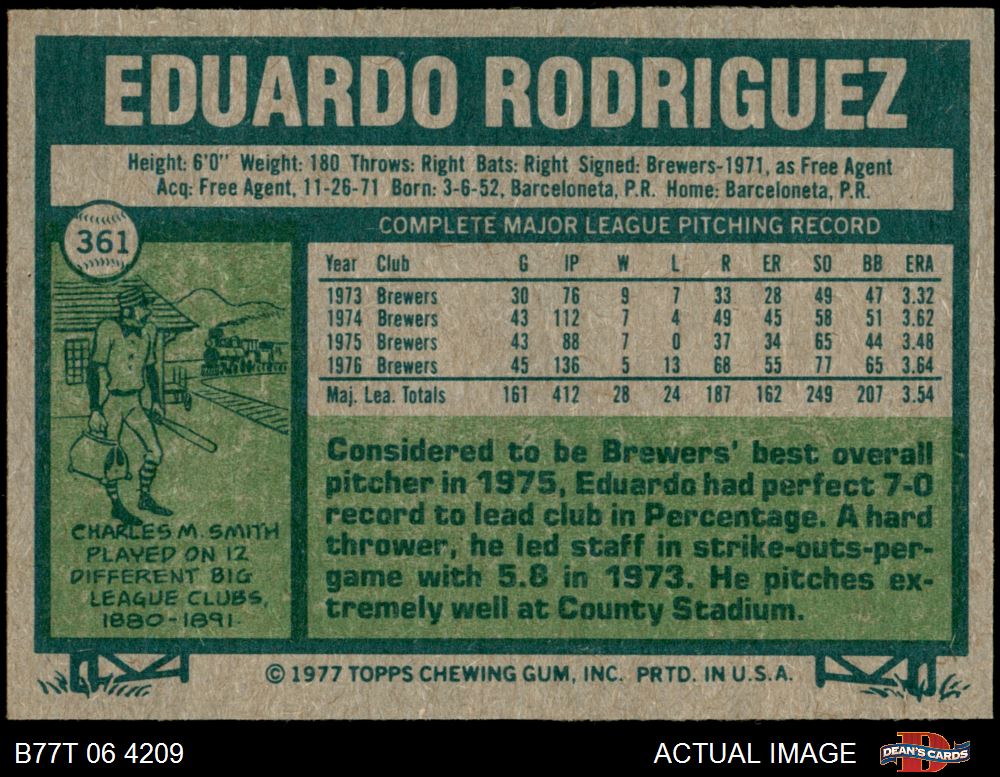 EDUARDO RODRIGUEZ
Height: 6'0" Weight: 180 Throws: Right Bats: Right Signed: Brewers-1971, as Free Agent
Acq: Free Agent, 11-26-71 Born: 3-6-52, Barceloneta, P.R. Home: Barceloneta, P.R.
361
COMPLETE MAJOR LEAGUE PITCHING RECORD
Year Club G IP W L R ER SO BB ERA
1973 Brewers 30 76 9 7 33 28 49 47 3.32
1974 Brewers 43 112 7 4 49 45 58 51 3.62
1975 Brewers 43 88 7 0 37 34 65 44 3.48
1976 Brewers 45 136 5 13 68 55 77 65 3.64
Maj. Lea. Totals 161 412 28 24 187 162 249 207 3.54
CHARLES M. SMITH
PLAYED ON 12
DIFFERENT BIG
LEAGUE CLUBS,
1880-1891.
Considered to be Brewers' best overall
pitcher in 1975, Eduardo had perfect 7-0
record to lead club in Percentage. A hard
thrower, he led staff in strike-outs-per-
game with 5.8 in 1973. He pitches ex-
tremely well at County Stadium.
© 1977 TOPPS CHEWING GUM, INC. PRTD. IN U.S.A.
B77T 06 4209
ACTUAL IMAGE
DEAN'S CARDS